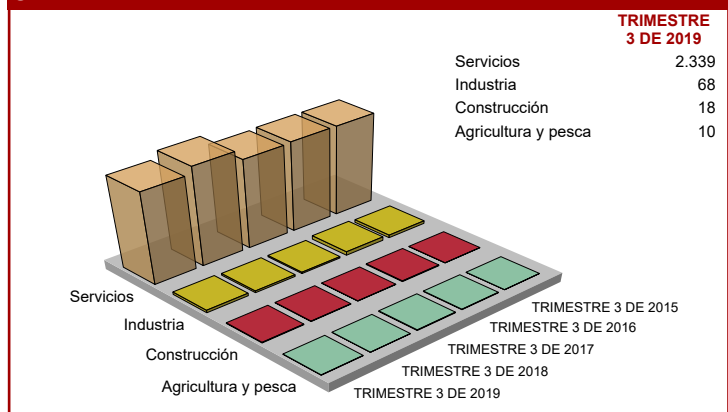 TRIMESTRE
3 DE 2019
Servicios 2.339
Industria 68
Construcción 18
Agricultura y pesca 10
Servicios
Industria
Construcción
Agricultura y pesca
TRIMESTRE 3 DE 2015
TRIMESTRE 3 DE 2016
TRIMESTRE 3 DE 2017
TRIMESTRE 3 DE 2018
TRIMESTRE 3 DE 2019